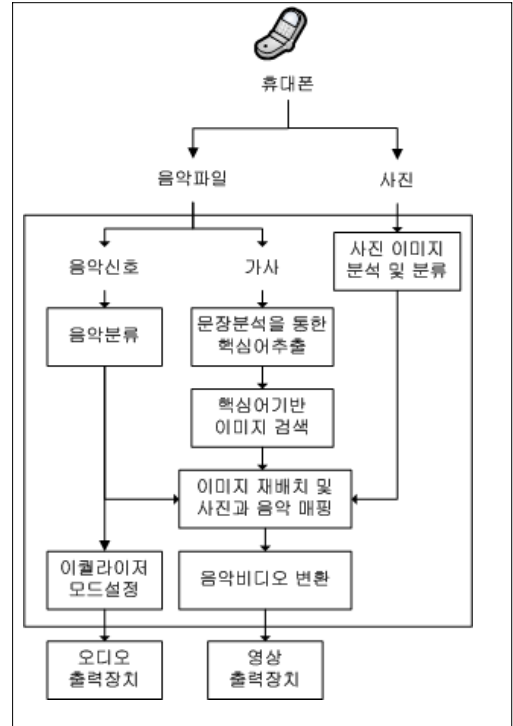 휴대폰
음악파일
사진
음악신호
가사
사진 이미지
분석 및 분류
음악분류
문장분석을 통한
핵심어추출
핵심어기반
이미지 검색
이미지 재배치 및
사진과 음악 매핑
이퀄라이저
모드설정
음악비디오 변환
오디오
출력장치
영상
출력장치